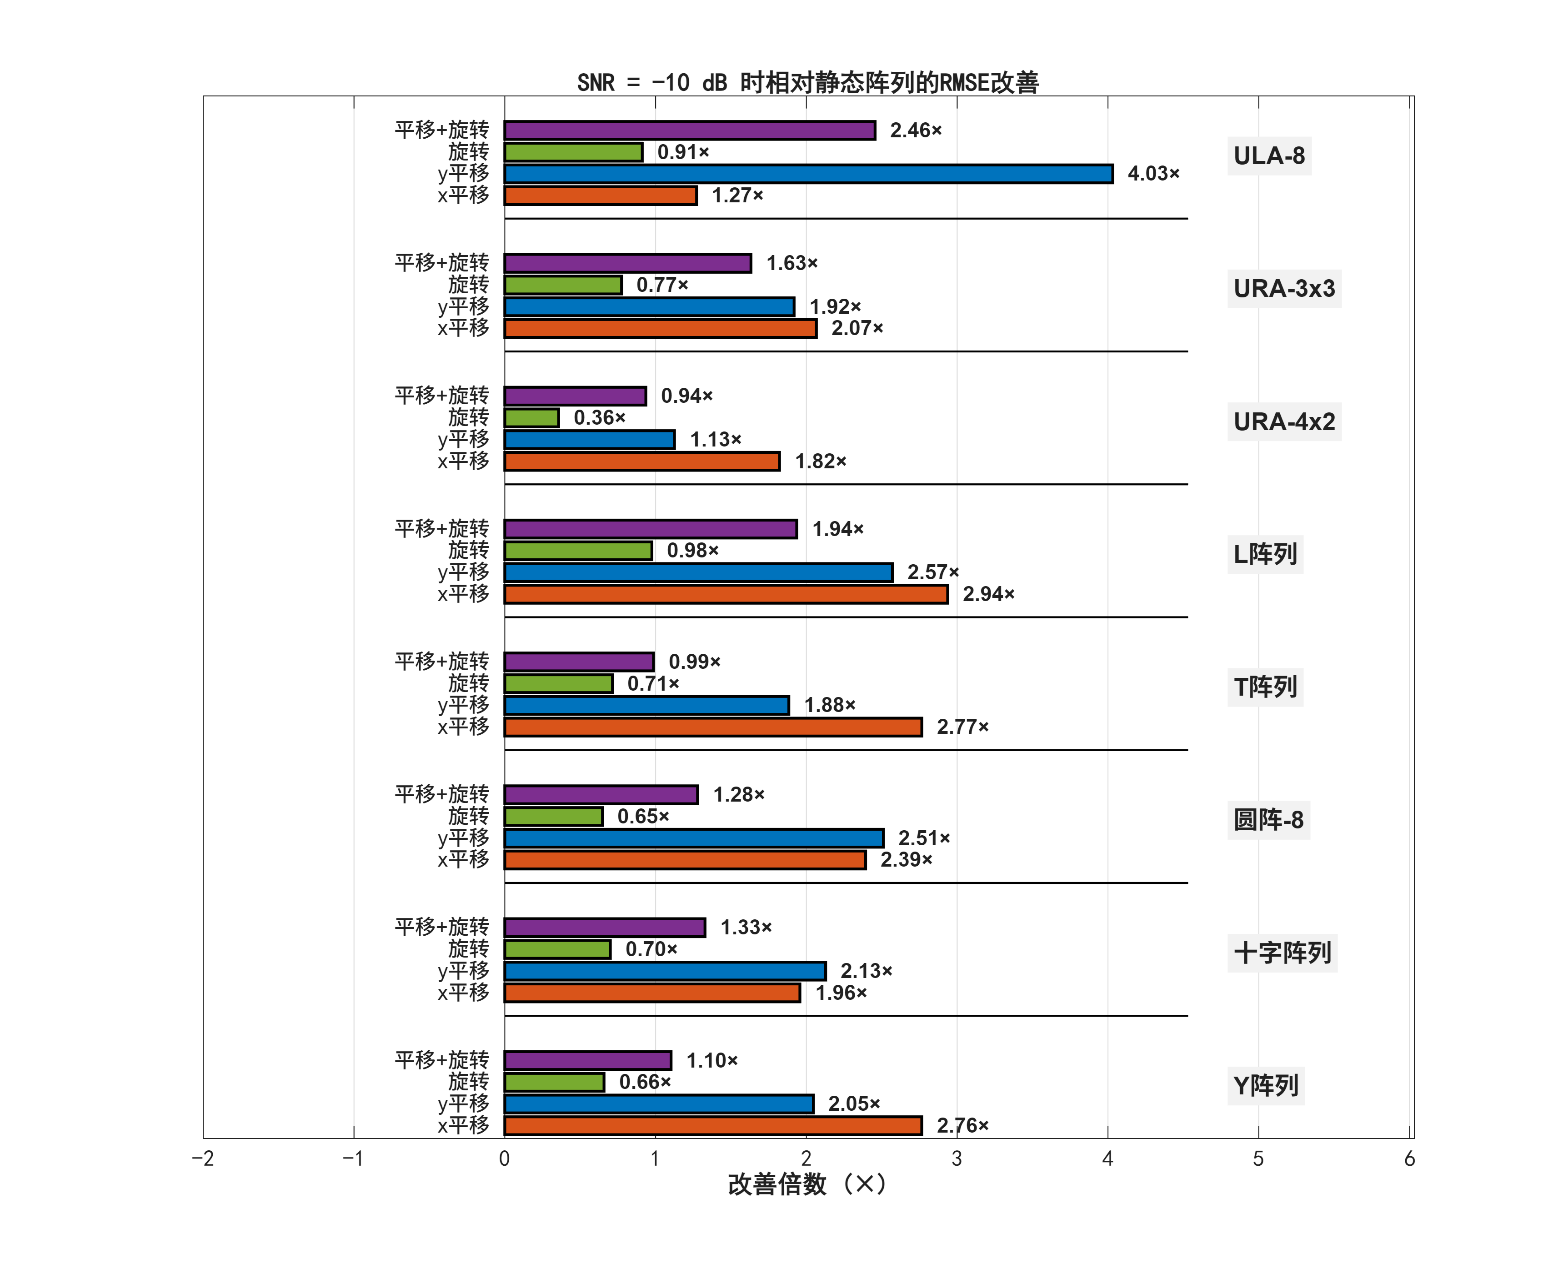 SNR = -10 dB 时相对静态阵列的RMSE改善
平移+旋转 2.46×
旋转 0.91×
ULA-8
y平移 4.03×
x平移 1.27×
平移+旋转 1.63×
旋转 0.77×
URA-3x3
y平移 1.92×
x平移 2.07×
平移+旋转 0.94×
旋转 0.36×
URA-4x2
y平移 1.13×
x平移 1.82×
平移+旋转 1.94×
旋转 0.98×
L阵列
y平移 2.57×
x平移 2.94×
平移+旋转 0.99×
旋转 0.71×
T阵列
y平移 1.88×
x平移 2.77×
平移+旋转 1.28×
旋转 0.65×
圆阵-8
y平移 2.51×
x平移 2.39×
平移+旋转 1.33×
旋转 0.70×
十字阵列
y平移 2.13×
x平移 1.96×
平移+旋转 1.10×
旋转 0.66×
Y阵列
y平移 2.05×
x平移 2.76×
-2 -1 0 1 2 3 4 5 6
改善倍数 (×)